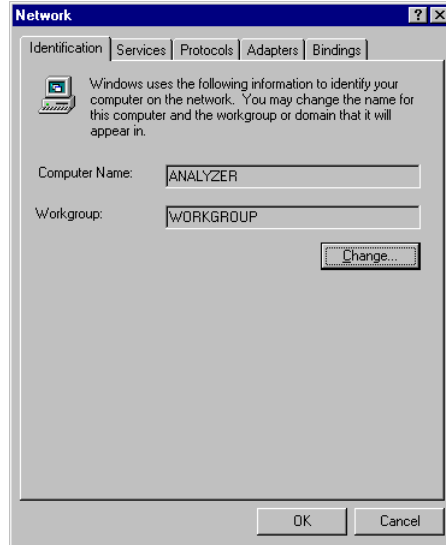 Network
Identification Services Protocols Adapters Bindings
Windows uses the following information to identify your
computer on the network. You may change the name for
this computer and the workgroup or domain that it will
appear in.
Computer Name: ANALYZER
Workgroup: WORKGROUP
Change...
OK Cancel